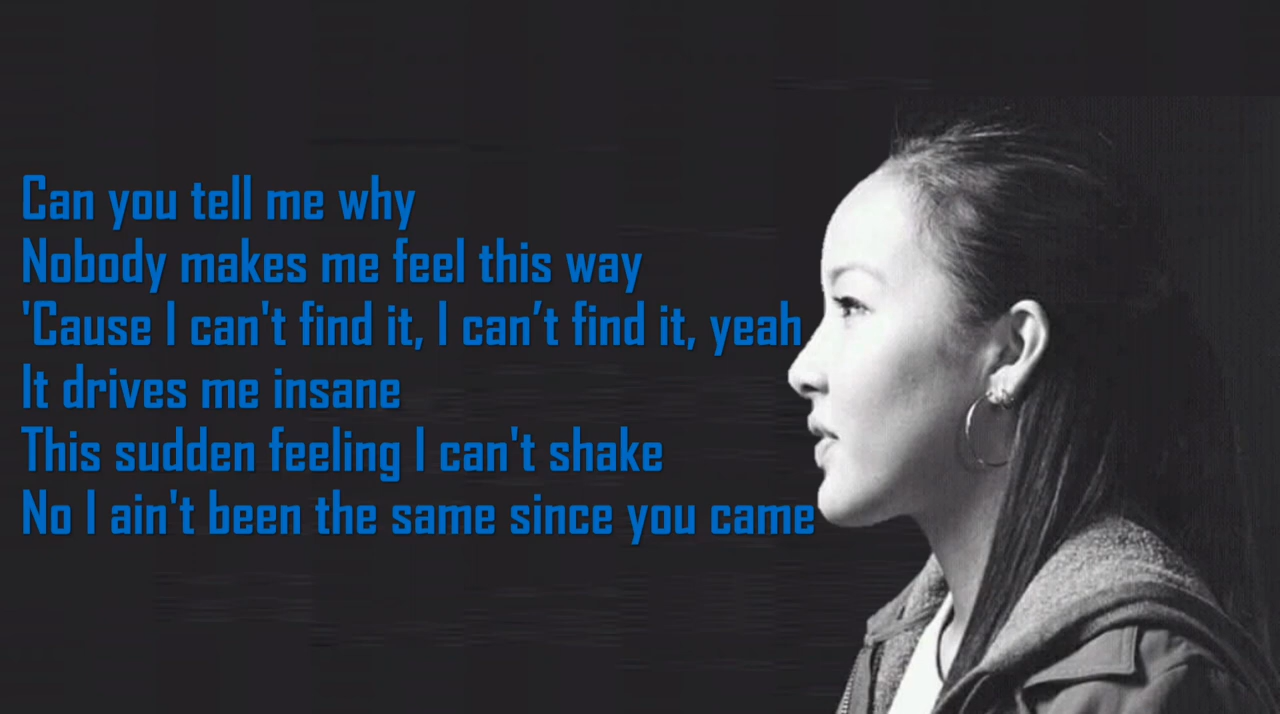 Can you tell me why
Nobody makes me feel this way
'Cause I can't find it, I can’t find it, yeah
It drives me insane
This sudden feeling I can't shake
No I ain't been the same since you came